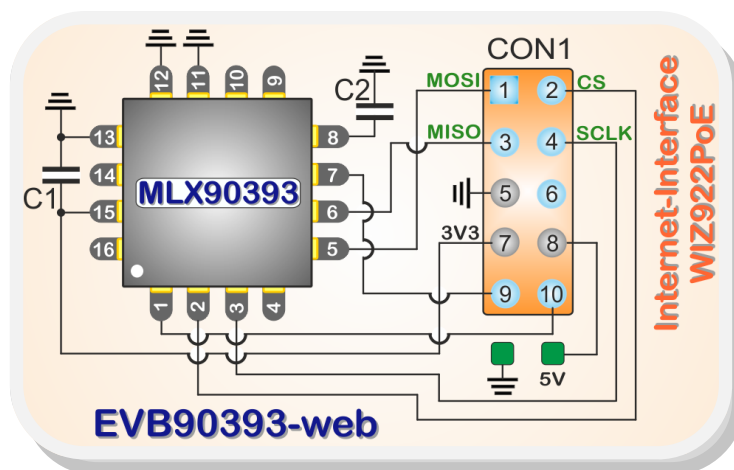 CON1
12 11 10 9
C2
MOSI 1 2 CS
13 8
MISO 3 4 SCLK
14 7
MLX90393
C1 15 6
5 6
16 5
3V3 7 8
9 10
1 2 3 4
5V
EVB90393-web
Internet-Interface
WIZ922PoE